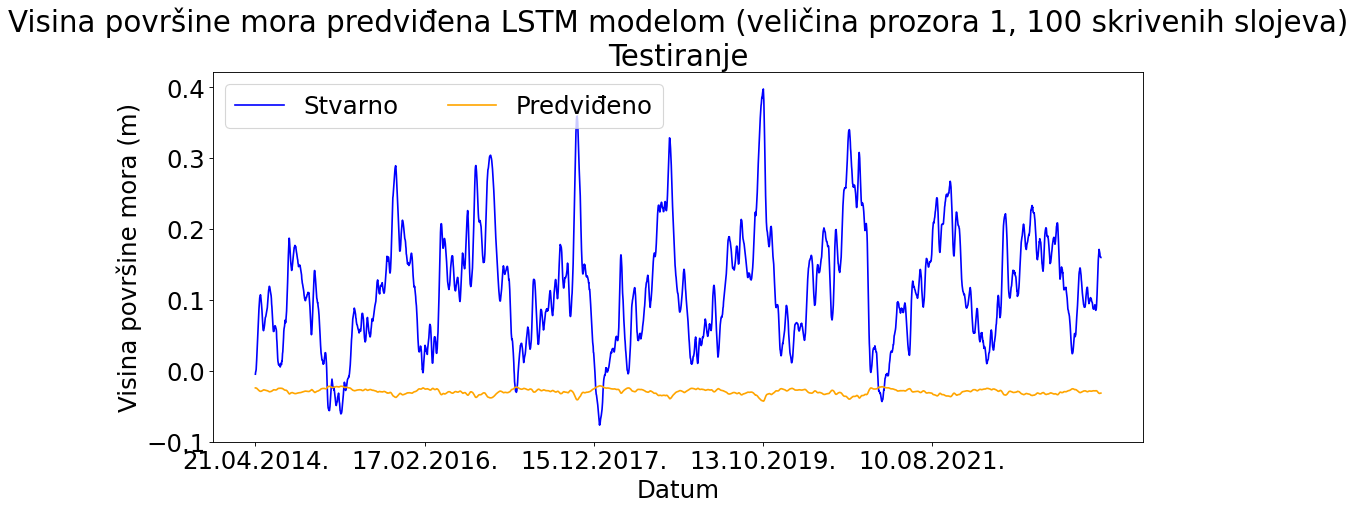 Visina površine mora predviđena LSTM modelom (veličina prozora 1, 100 skrivenih slojeva)
Testiranje
Stvarno
Predviđeno
Visina površine mora (m)
0.4
0.3
0.2
0.1
0.0
−0.1
21.04.2014.
17.02.2016.
15.12.2017.
13.10.2019.
10.08.2021.
Datum